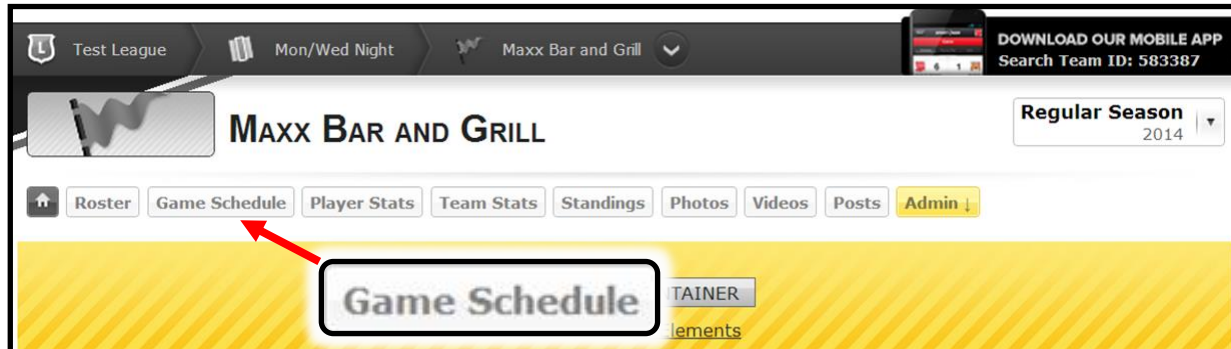 Test League
Mon/Wed Night
Maxx Bar and Grill
DOWNLOAD OUR MOBILE APP
Search Team ID: 583387
MAXX BAR AND GRILL
Regular Season
2014
Roster
Game Schedule
Player Stats
Team Stats
Standings
Photos
Videos
Posts
Admin ↓
Game Schedule
TAINER
lements